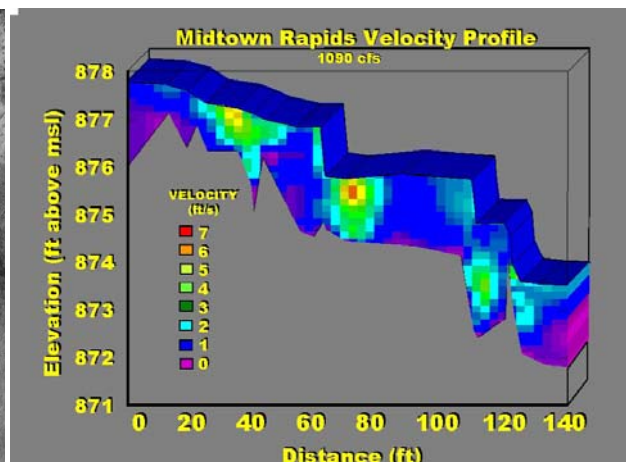 Midtown Rapids Velocity Profile
1090 cfs
Elevation (ft above msl)
878
877
876
875
874
873
872
871
VELOCITY
(ft/s)
7
6
5
4
3
2
1
0
0 20 40 60 80 100 120 140
Distance (ft)